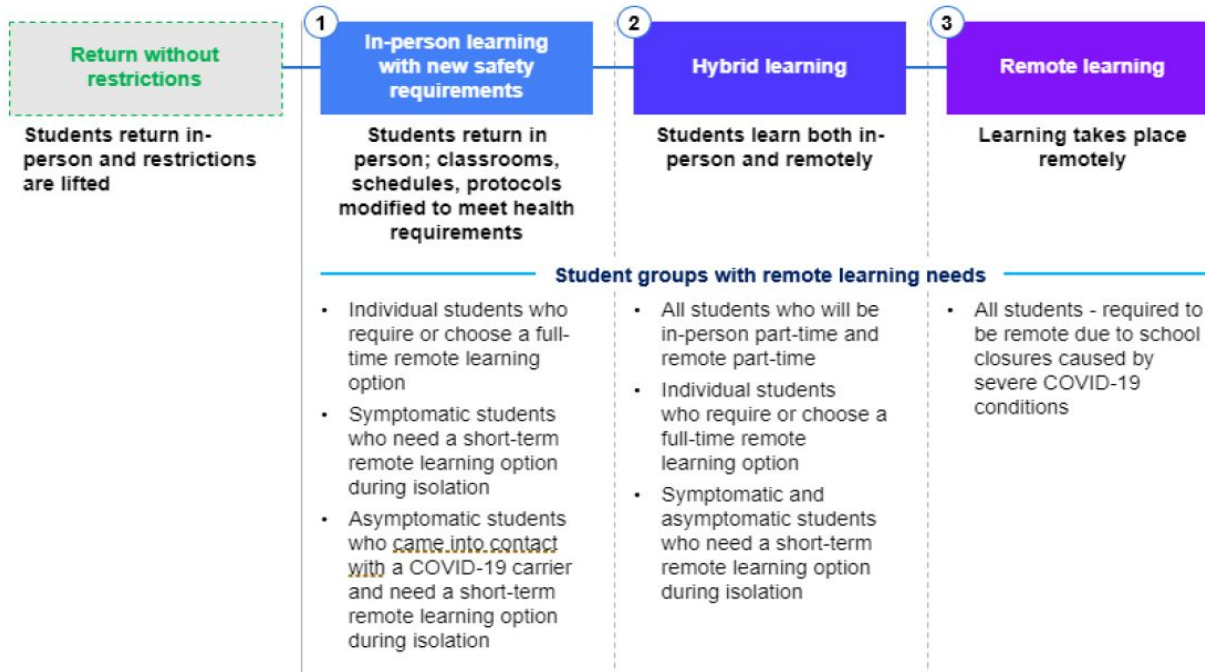 Return without
restrictions
Students return in-
person and restrictions
are lifted
1
In-person learning
with new safety
requirements
Students return in
person; classrooms,
schedules, protocols
modified to meet health
requirements
2
Hybrid learning
Students learn both in-
person and remotely
3
Remote learning
Learning takes place
remotely
Student groups with remote learning needs
• Individual students who
require or choose a full-
time remote learning
option
• Symptomatic students
who need a short-term
remote learning option
during isolation
• Asymptomatic students
who came into contact
with a COVID-19 carrier
and need a short-term
remote learning option
during isolation
• All students who will be
in-person part-time and
remote part-time
• Individual students
who require or choose a
full-time remote
learning option
• Symptomatic and
asymptomatic students
who need a short-term
remote learning option
during isolation
• All students - required to
be remote due to school
closures caused by
severe COVID-19
conditions